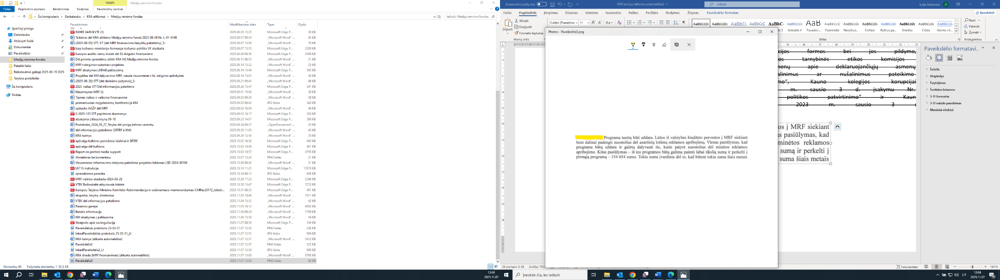 Valdyti
Medijų rėmimo fondas
Failas
Pagrindinis puslapis
Bendrinimas
Rodymas
Paveikslėlių įrankiai
Šis kompiuteris
Darbalaukis
KRA atlikimui
Medijų rėmimo fondas
Ieškoti: Medijų rėmimo fondas
Sparčioji prieiga
Darbalaukis
Atsisiųsti failai
Dokumentai
Paveikslėliai
Medijų rėmimo fondas
Pateikti failai
Reikalavimai galioję 2025-08-19 2025-
Tarybos protokolai
Šis kompiuteris
Tinklas
Pavadinimas Modifikavimo data Tipas Dydis
INDRĖ VAREIKYTĖ (1) 2025.08.05 13:25 Microsoft Edge P... 30 KB
Teikimas dėl KRA atlikimo Medijų rėmimo fonde 2025-08-08 Nr. L-01-6148 2025.08.07 09:34 „Microsoft Word“ ... 42 KB
(2025-08-05) STT, KT (dėl MRF finansavimo taisyklių pakeitimų)_S- 2025.08.07 15:09 „Microsoft Word“ ... 70 KB
kaip kulturos-ministerija-formuoja-kulturos-politika VK ataskaita 2025.08.07 15:55 Microsoft Edge P... 2200 KB
Europos audito rūmų išvada dėl ES dvigubo finansavimo 2025.08.08 08:56 Microsoft Edge P... 2008 KB
Dėl priimto sprendimo atlikti KRA VšĮ Medijų rėmimo fondas 2025.08.11 08:55 „Microsoft Word“ ... 31 KB
MRF+steigimo+sutarties+projektas 2025.08.14 13:22 „Microsoft Word“ ... 25 KB
MRF atsakymas į KRAB paklausimą 2025.08.14 13:48 Microsoft Edge P... 542 KB
Projektas dėl KM dalyvavimo MRF, nauda visuomenei ir kt. steigimo aplinkybės 2025.08.14 15:01 „Microsoft Word“ ... 43 KB
(2025-08-20) STT (dėl derinimo pažymos)_S- 2025.08.21 09:43 „Microsoft Word“ ... 48 KB
2025 raštas STT Dėl informacijos pateikimo 2025.08.26 15:47 Microsoft Edge P... 541 KB
Klausimynas MRF (I) 2025.09.01 15:08 „Microsoft Word“ ... 28 KB
Tipinės rizikos ir veiksniai finansavime 2025.09.02 09:30 „Microsoft Word“ ... 38 KB
prienamumas neįgaliesiems, konferencija KM 2025.09.03 08:43 JPG failas 343 KB
užduotis AAŽV dėl MRF 2025.09.03 16:04 „Microsoft Word“ ... 44 KB
S-2025-123 STT papildomi duomenys 2025.09.03 16:17 Microsoft Edge P... 205 KB
atsakymai į klausimyną 09-18 2025.09.23 14:07 Microsoft Edge P... 590 KB
Protokolas_2024_06_27_Taryba dėl pinigų kėlimo varaintų 2025.09.24 08:37 „OpenDocument“... 25 KB
dėl informacijos pateikimo (SRTRF ir KM) 2025.09.26 11:03 „Microsoft Word“ ... 43 KB
KRA turinys 2025.09.26 12:56 „Microsoft Word“ ... 33 KB
apžvalga kultūros periodiniai leidiniai ir SRTRF 2025.10.02 16:36 Microsoft Edge P... 492 KB
apžvalga dėl kultūros 2025.10.03 10:48 Microsoft Edge P... 481 KB
Report on printed media support 2025.10.03 10:57 Microsoft Edge P... 4795 KB
Atmetimas be komentarų 2025.10.07 13:24 PNG failas 21 KB
Visuomenės informavimo įstatymo pakeitimo projektas lobizmas LSD-2024-00166 2025.10.09 08:43 „Microsoft Word“ ... 31 KB
LKT IS instrukcija 2025.10.13 11:21 Microsoft Edge P... 17873 KB
sprendžiama paraiska 2025.10.14 08:11 JPG failas 845 KB
MRF-veiklos-ataskaita-2024-03-28 2025.10.20 17:25 Microsoft Edge P... 2546 KB
VTEK Bušinskaitė aktyviausia lobistė 2025.10.30 13:47 Microsoft Edge P... 3723 KB
Europos-Tarybos-Ministru-Komiteto-Rekomendacija-ir-aiskinamasis-memorandumas-CMRec20172_lobisti... 2025.10.31 08:33 Microsoft Edge P... 491 KB
ekspertai, taryba, direktorius 2025.11.03 18:49 „Microsoft Word“ ... 1911 KB
VTEK dėl informacijos pateikimo 2025.11.04 15:32 „Microsoft Word“ ... 42 KB
Paramos gavėjai 2025.11.05 16:12 „Microsoft Word“ ... 6092 KB
Bendra informacija 2025.11.06 08:24 „Microsoft Word“ ... 1799 KB
KM atsakymas į paklausimą 2025.11.06 15:56 „Microsoft Word“ ... 54 KB
Straipsnis apie savireguliaciją 2025.11.07 08:54 Microsoft Edge P... 534 KB
Paveikslėlisis protokolo 25-03-31 2025.11.07 12:50 PNG failas 236 KB
InkedPaveikslėlisis protokolo 25-03-31_LI 2025.11.07 12:51 JPG failas 994 KB
KRA turinys (atkurta automatiškai) 2025.11.07 12:57 „Microsoft Word“ ... 5412 KB
Paveikslėlis2 2025.11.07 12:57 PNG failas 122 KB
InkedPaveikslėlis2_LI 2025.11.07 12:58 JPG failas 900 KB
KRA išvada (MRF finansavimas) (atkurta automatiškai) 2025.11.07 13:00 „Microsoft Word“ ... 8765 KB
Paveikslėlis3 2025.11.07 13:04 PNG failas 93 KB
Elementų: 60 Pažymėta elementų: 1 92,6 KB
13:04
2025.11.07
Automatinis įrašymas
KRA turinys (atkurta automatiškai)
Ieškoti
Julija Staševska JS
Failas Pagrindinis Įterpimas Dizainas Maketas Nuorodos Paštas Peržiūra Rodymas Žinynas Paveikslėlio formatas
Bendrinti
Įklijuoti
Iškirpti
Kopijuoti
Formato teptukas
Mainų sritis
Calibri (Pranešimo 11
AaBbCcDc AaBbCcDc AaBbCc AaBbCcD AaBbC AaBbCcDc AaB AaBbCcD AaBbCcDc AaBbCcDc AaBbCcDc AaBbCcDc AaBbCcDc AaBbCcDc
Antraštė 4 Pavadini... Paantraštė Neryškus... Emfazė Ryškus pa... Griežtas Citata Išskirta cit...
Stiliai
Rasti
Pakeisti
Žymėti
Redagavimas
Photos - Paveikslėlis3.png
Programa turėtų būti uždara. Lėšos iš valstybės biudžeto pervestos į MRF siekiant
bent dalinai padengti nuostolius dėl azartinių lošimų reklamos apribojimų. Vienas pasiūlymas, kad
programa būtų uždara ir galėtų dalyvauti tie, kurie patyrė nuostolius dėl minėtos reklamos
apribojimo. Kitas pasiūlymas – iš tos programos būtų galima paimti labai tikslią sumą ir perkelti į
pirmąją programą – 154 654 eurus. Tokia suma įvardinta dėl to, kad būtent tokia suma šiais metais
cijos formos bei jos pildymo,
os tarnybinės etikos komisijos
menų apie deklaruojančiųjų asmenų
alinimus ar nušalinimus pateikimo
mo“, Kauno kolegijos korupcijai
m. sausio 3 d. įsakymu Nr.
politikos patvirtinimo“ ir Kaun
2023 m. sausio 3
os į MRF siekiant
as pasiūlymas, kad
minėtos reklamos
sumą ir perkelti į
suma šiais metais
Paveikslėlio formatavi..
Šešėlis
Atspindys
Švytėjimas
Švelnios briaunos
3-D formatas
3-D vaizdo pasukimas
Meniniai efektai
28 puslapis iš 28
Fokusavimas
164 %
Įveskite čia, ko ieškoti
LIT
13:04
2025.11.07